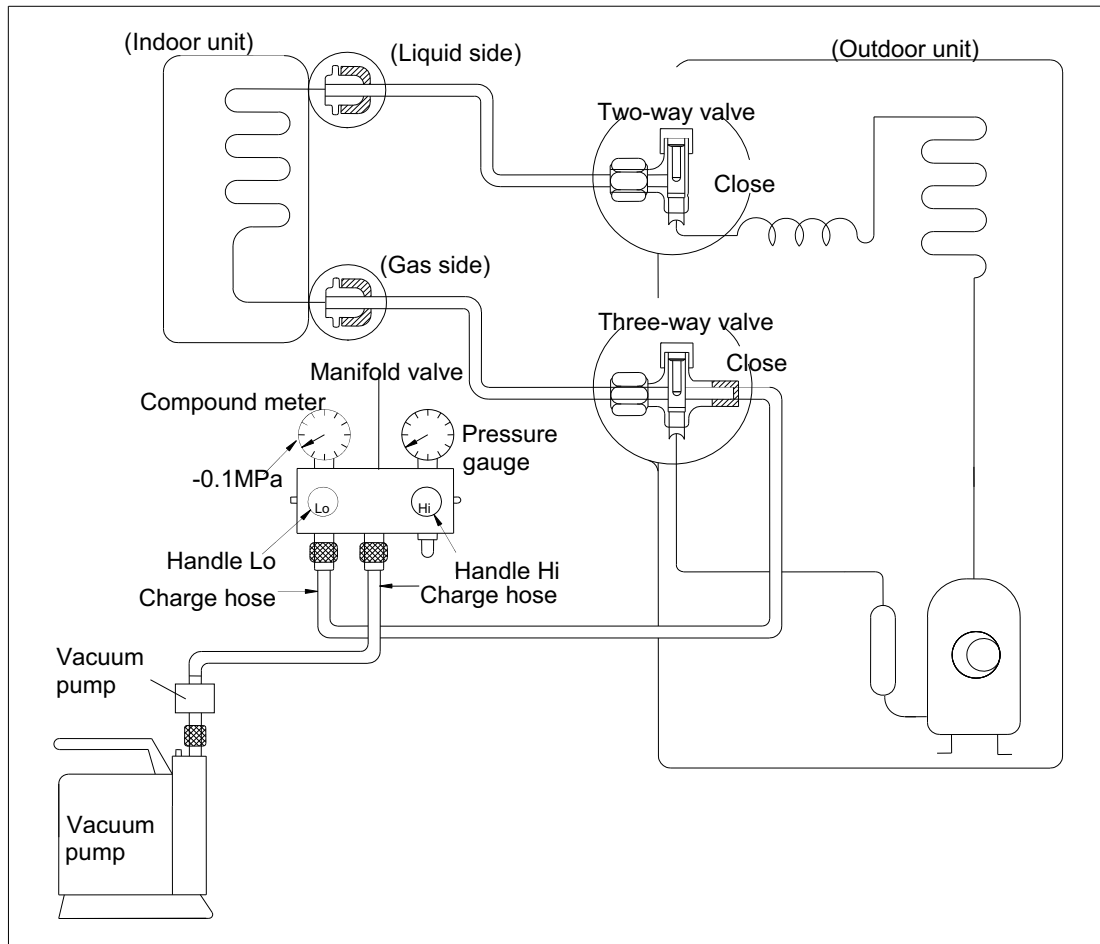 (Indoor unit)
(Liquid side)
(Outdoor unit)
Two-way valve
Close
(Gas side)
Three-way valve
Close
Manifold valve
Compound meter
Pressure
gauge
-0.1MPa
Lo
Hi
Handle Lo
Handle Hi
Charge hose
Charge hose
Vacuum
pump
Vacuum
pump